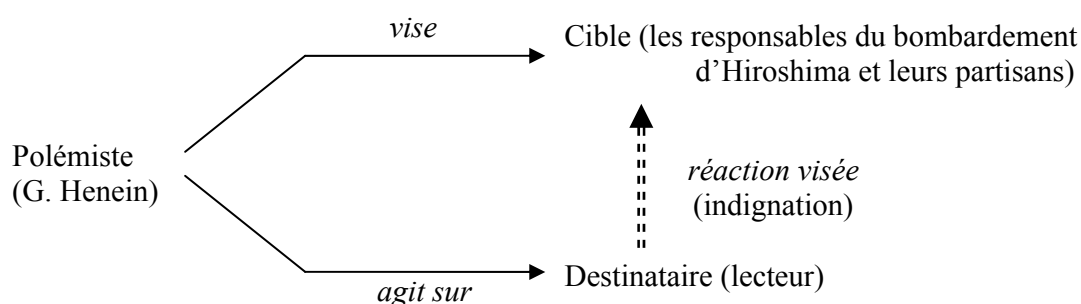 vise
Cible (les responsables du bombardement
d’Hiroshima et leurs partisans)
Polémiste
(G. Henein)
réaction visée
(indignation)
Destinataire (lecteur)
agit sur